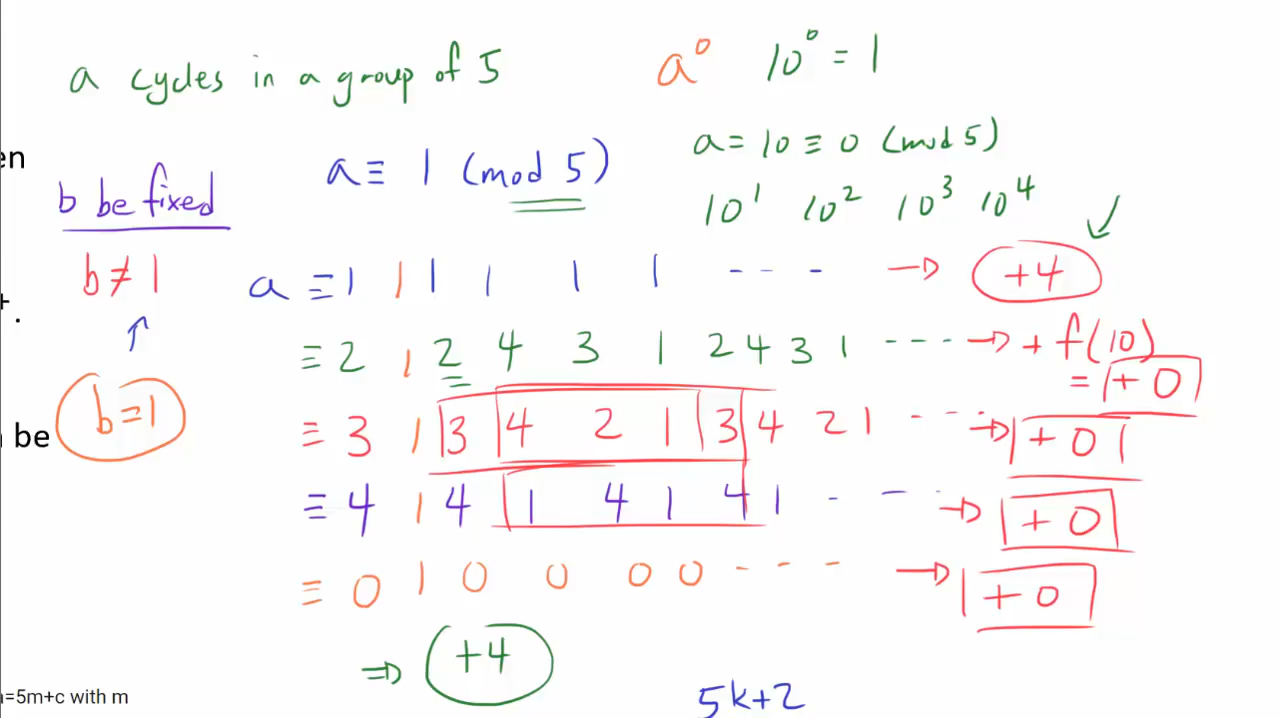 a cycles in a group of 5
a⁰ 10⁰ = 1
a = 10 ≡ 0 (mod 5)
en
b be fixed
a ≡ 1 (mod 5)
10¹ 10² 10³ 10⁴
b ≠ 1
a ≡ 1 1 1 1 1 1 - - - → +4
+.
≡ 2 1 2 4 3 1 2 4 3 1 - - - → + f(10)
= + 0
b = 1
be
≡ 3 1 3 4 2 1 3 4 2 1 - - - → + 0
≡ 4 1 4 1 4 1 4 1 - - - → + 0
≡ 0 1 0 0 0 0 - - - → + 0
⇒ +4
=5m+c with m
5k+2